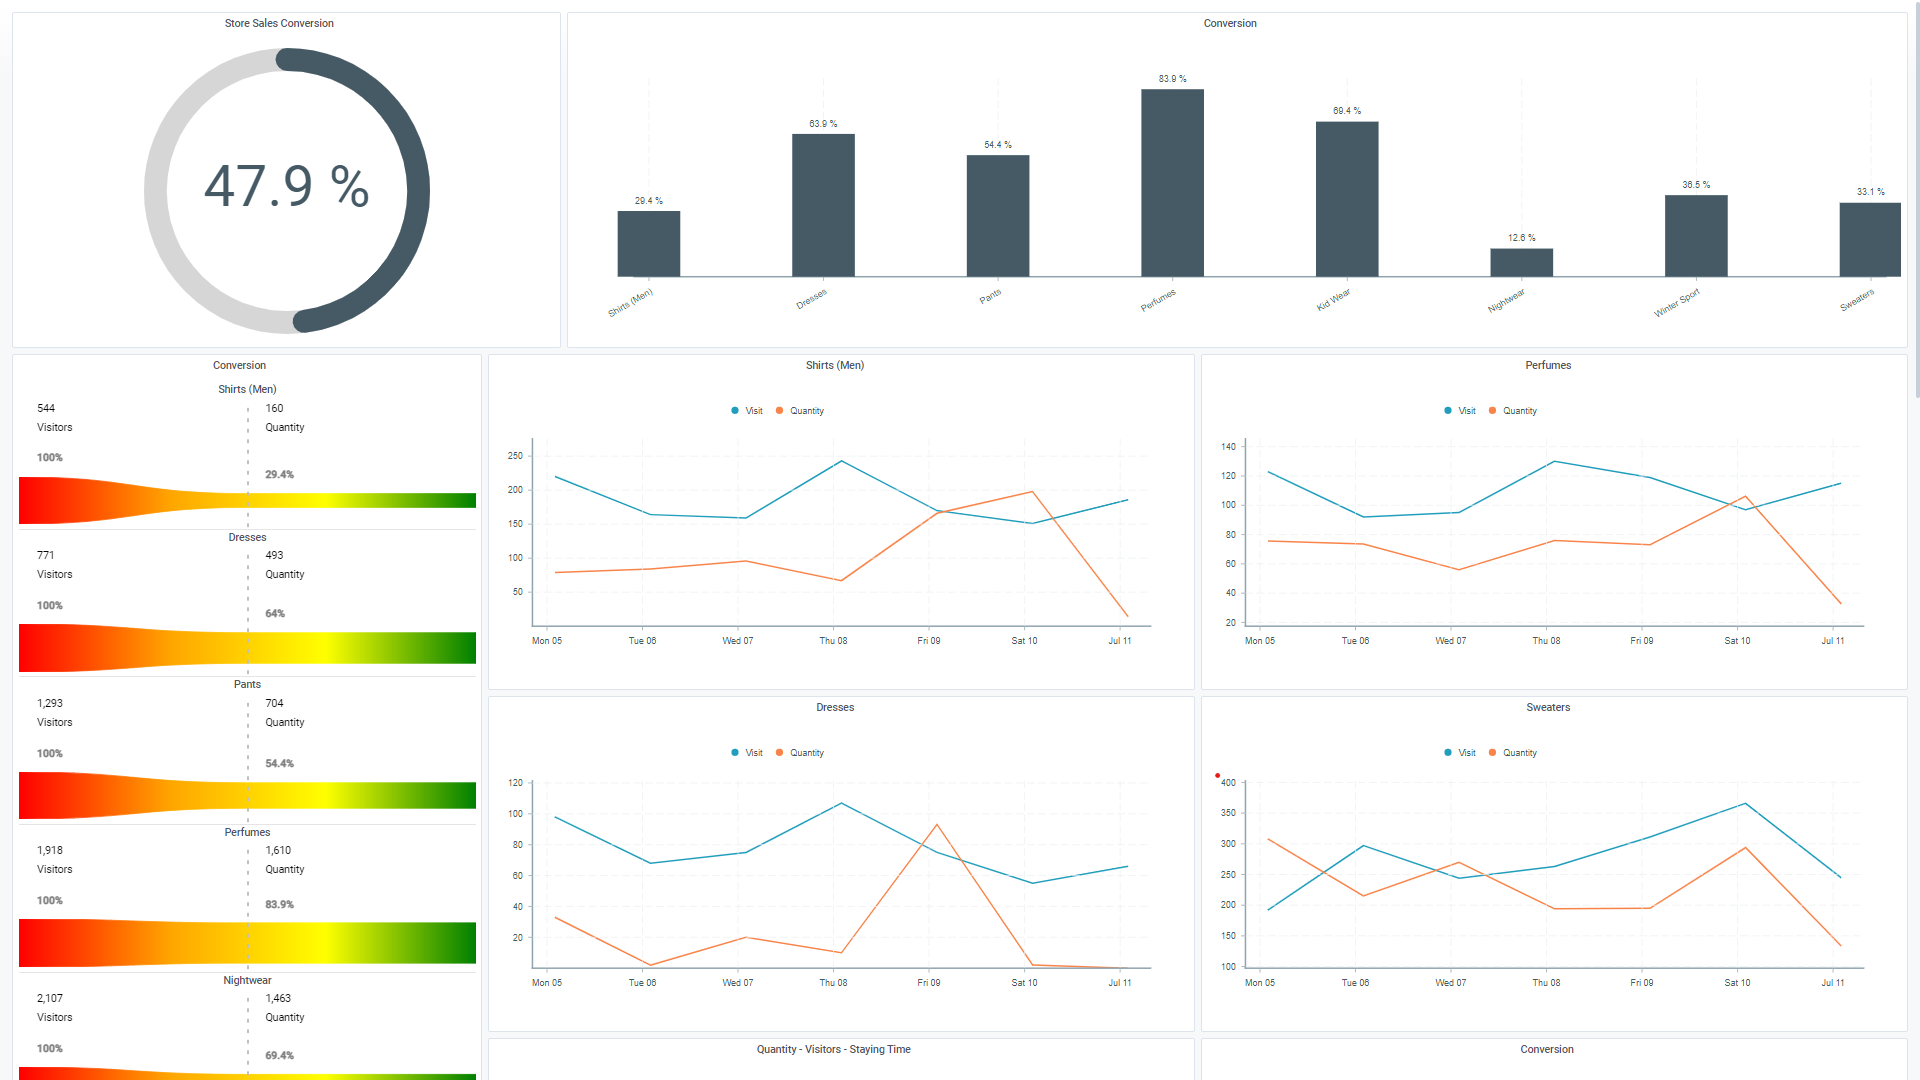 Store Sales Conversion
47.9 %
Conversion
29.4 %
63.9 %
54.4 %
83.9 %
69.4 %
12.6 %
36.5 %
33.1 %
Shirts (Men)
Dresses
Pants
Perfumes
Kid Wear
Nightwear
Winter Sport
Sweaters
Conversion
Shirts (Men)
544
160
Visitors
Quantity
100%
29.4%
Dresses
771
493
Visitors
Quantity
100%
64%
Pants
1,293
704
Visitors
Quantity
100%
54.4%
Perfumes
1,918
1,610
Visitors
Quantity
100%
83.9%
Nightwear
2,107
1,463
Visitors
Quantity
100%
69.4%
Shirts (Men)
Visit Quantity
250
200
150
100
50
Mon 05 Tue 06 Wed 07 Thu 08 Fri 09 Sat 10 Jul 11
Perfumes
Visit Quantity
140
120
100
80
60
40
20
Mon 05 Tue 06 Wed 07 Thu 08 Fri 09 Sat 10 Jul 11
Dresses
Visit Quantity
120
100
80
60
40
20
Mon 05 Tue 06 Wed 07 Thu 08 Fri 09 Sat 10 Jul 11
Sweaters
Visit Quantity
400
350
300
250
200
150
100
Mon 05 Tue 06 Wed 07 Thu 08 Fri 09 Sat 10 Jul 11
Quantity - Visitors - Staying Time
Conversion